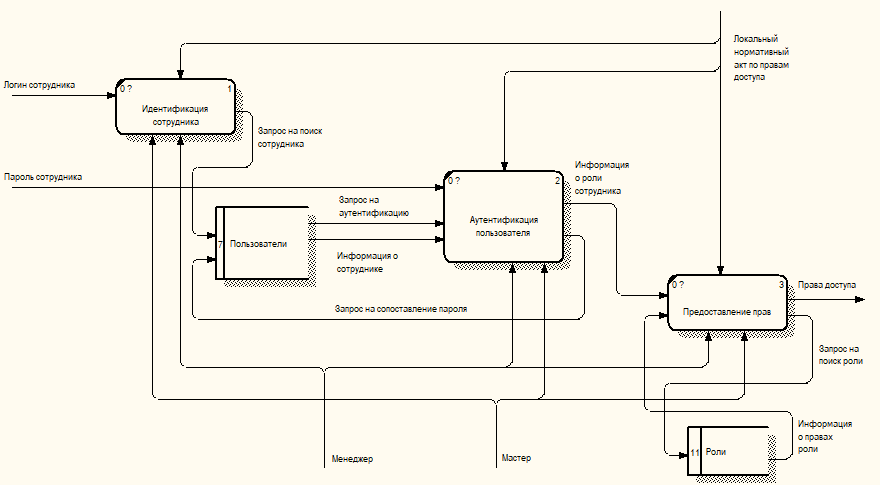 Локальный
нормативный
акт по правам
доступа
Логин сотрудника
0 ?
1
Идентификация
сотрудника
Запрос на поиск
сотрудника
Пароль сотрудника
0 ?
2
Аутентификация
пользователя
Информация
о роли
сотрудника
Запрос на
аутентификацию
7
Пользователи
Информация о
сотруднике
Запрос на сопоставление пароля
0 ?
3
Предоставление прав
Права доступа
Запрос на
поиск роли
Информация
о правах
роли
11
Роли
Менеджер
Мастер